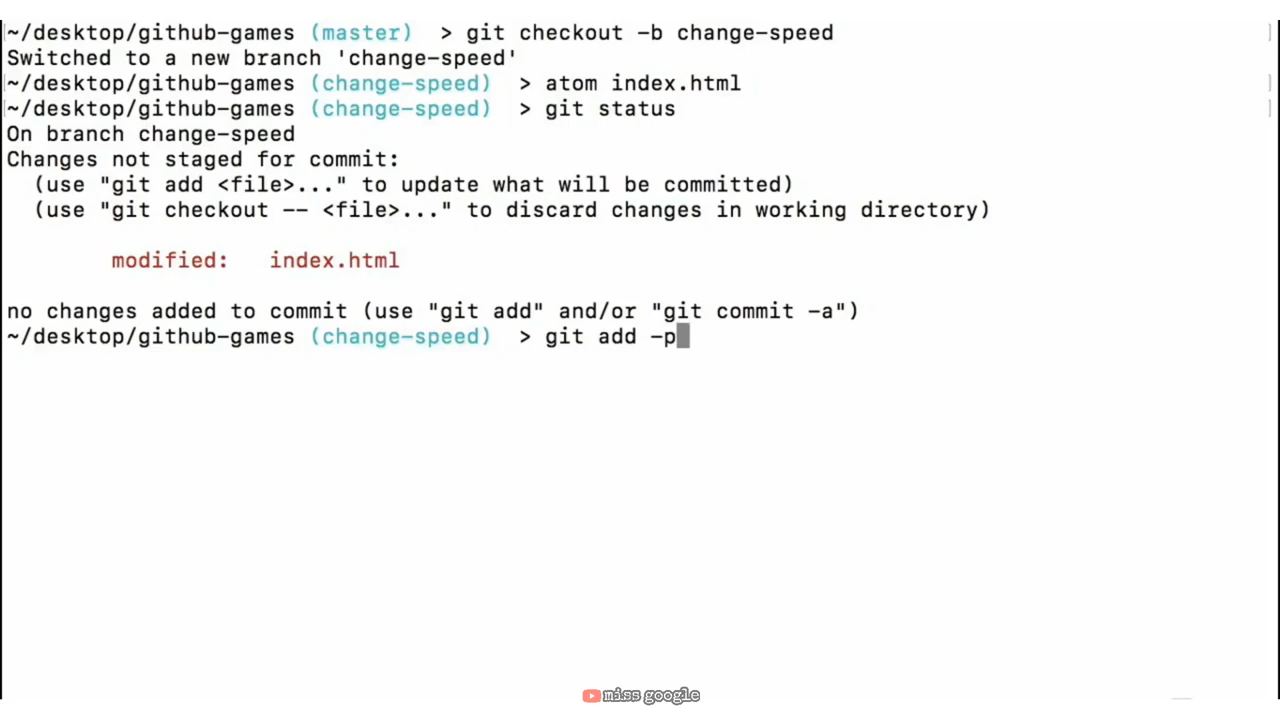 ~/desktop/github-games (master)  > git checkout -b change-speed
Switched to a new branch 'change-speed'
~/desktop/github-games (change-speed)  > atom index.html
~/desktop/github-games (change-speed)  > git status
On branch change-speed
Changes not staged for commit:
  (use "git add <file>..." to update what will be committed)
  (use "git checkout -- <file>..." to discard changes in working directory)
        modified:   index.html
no changes added to commit (use "git add" and/or "git commit -a")
~/desktop/github-games (change-speed)  > git add -p
miss google